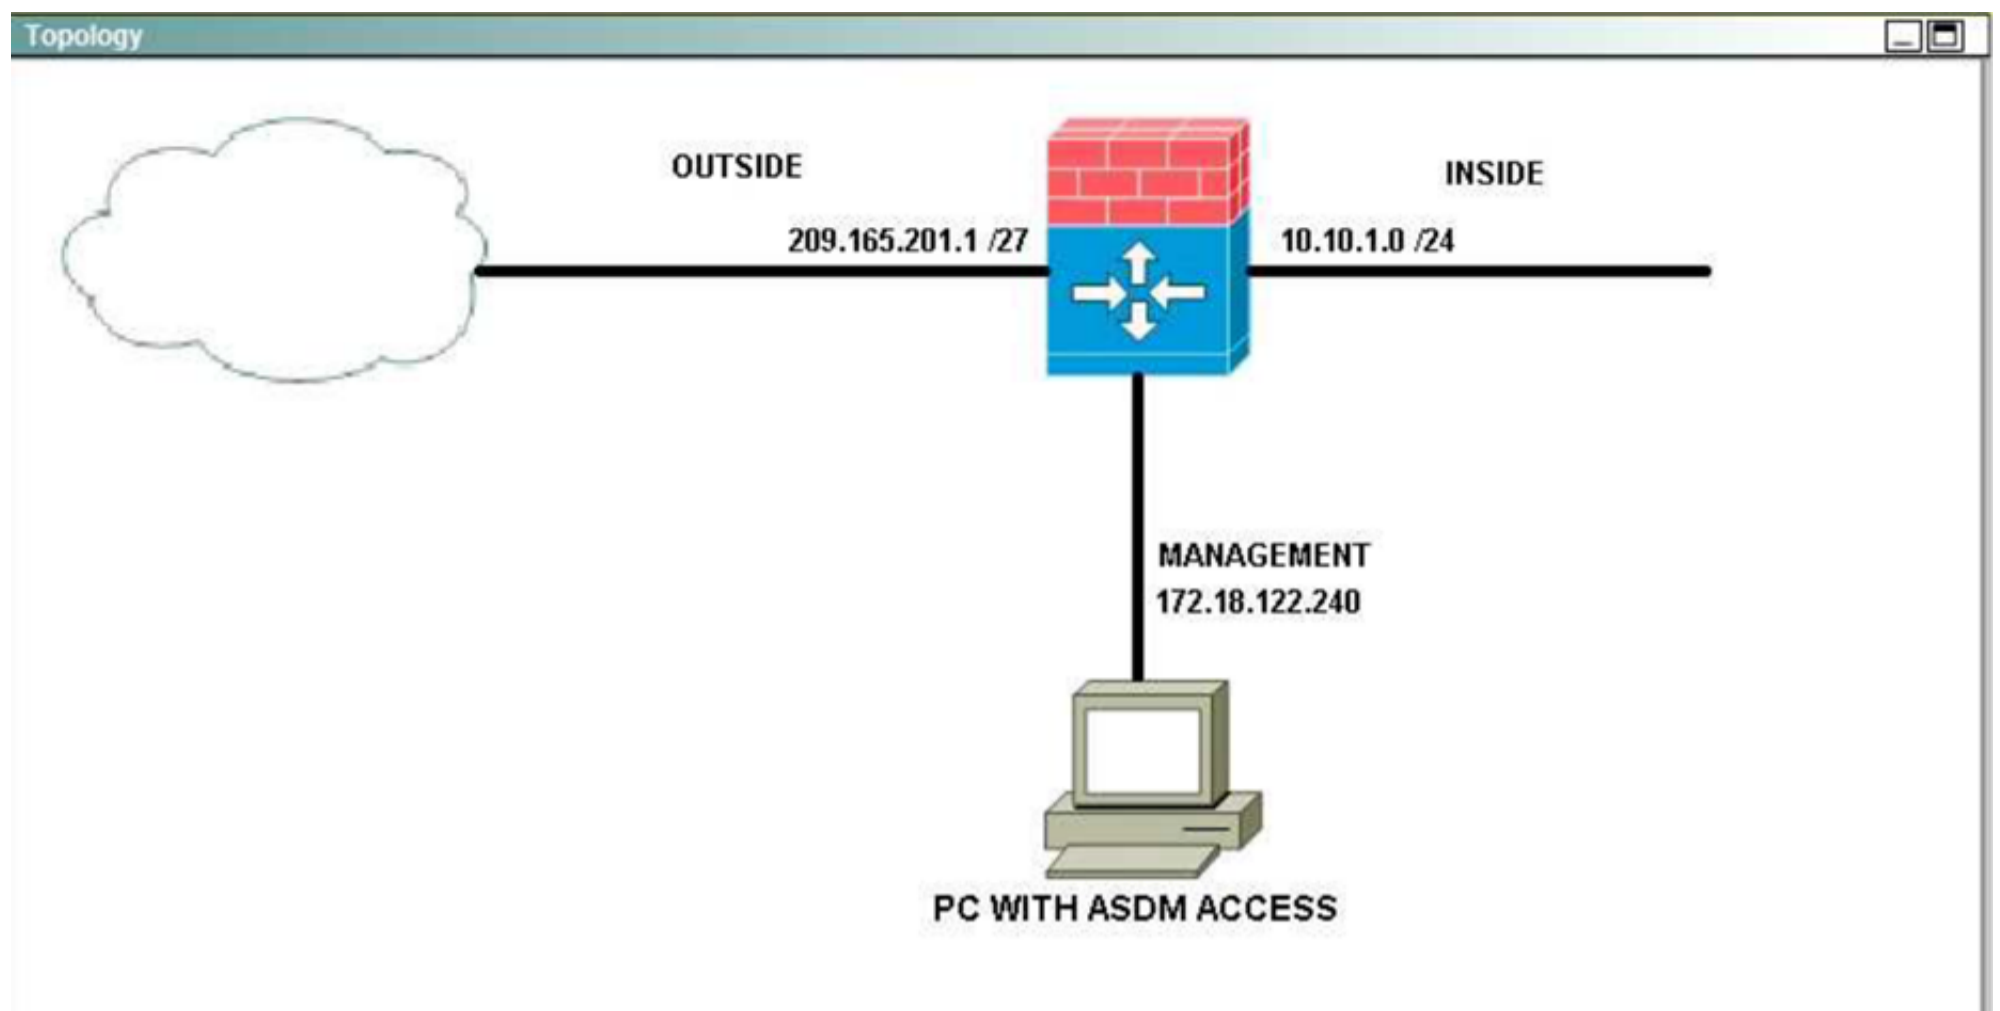 Topology
OUTSIDE
INSIDE
209.165.201.1 /27
10.10.1.0 /24
MANAGEMENT
172.18.122.240
PC WITH ASDM ACCESS